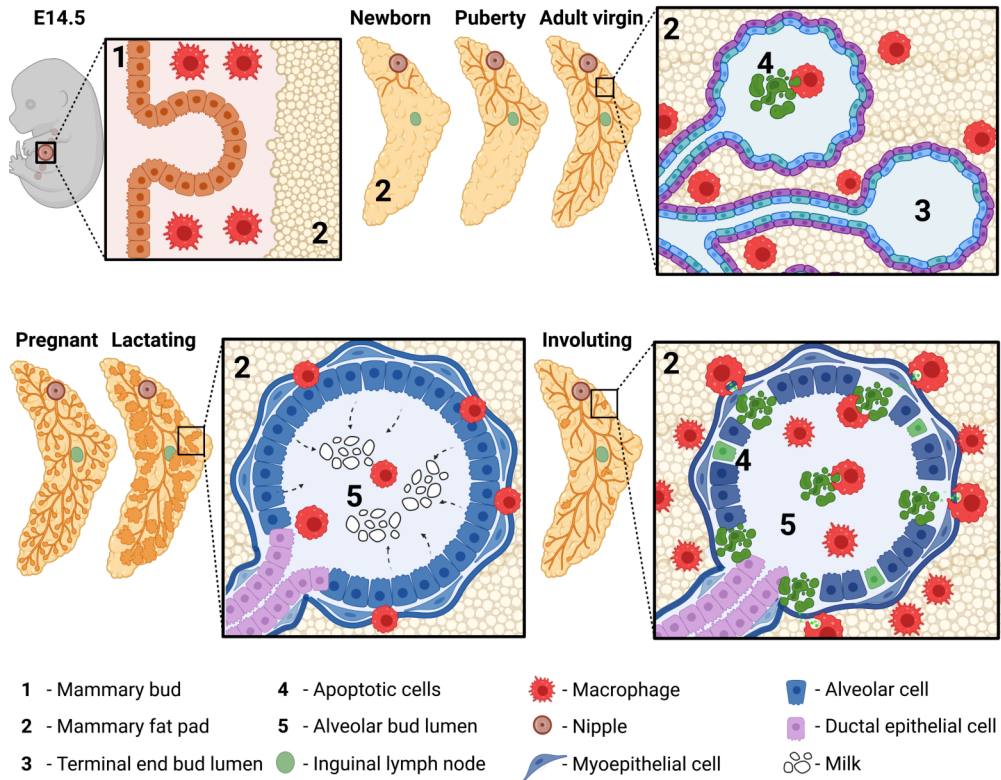 E14.5
Newborn Puberty Adult virgin
1
2
2
2
4
3
Pregnant Lactating
Involuting
2
5
2
4
5
1 - Mammary bud
2 - Mammary fat pad
3 - Terminal end bud lumen
4 - Apoptotic cells
5 - Alveolar bud lumen
- Inguinal lymph node
- Macrophage
- Nipple
- Myoepithelial cell
- Alveolar cell
- Ductal epithelial cell
- Milk